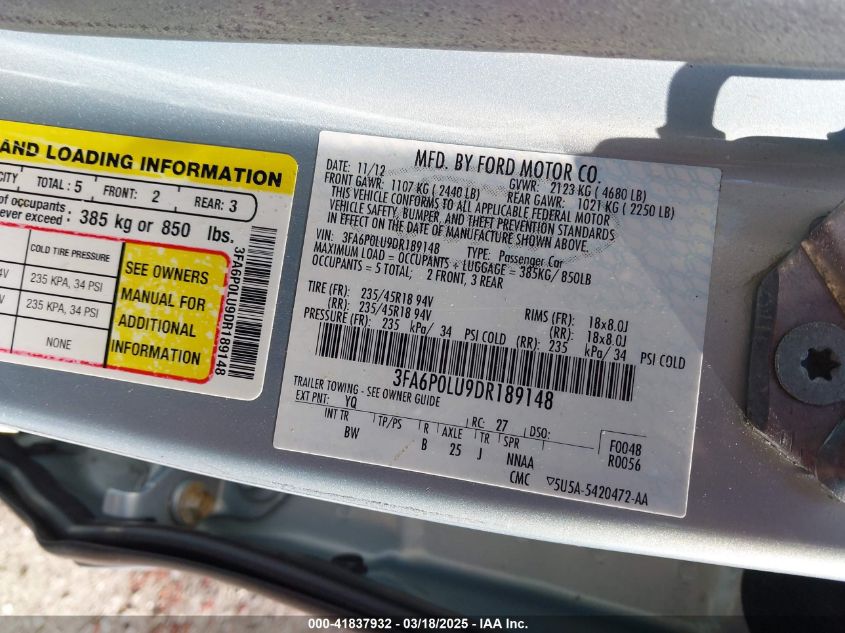 AND LOADING INFORMATION
CITY TOTAL: 5 FRONT: 2 REAR: 3
of occupants
never exceed: 385 kg or 850 lbs.
COLD TIRE PRESSURE
4V 235 KPA, 34 PSI
235 KPA, 34 PSI
NONE
SEE OWNERS
MANUAL FOR
ADDITIONAL
INFORMATION
3FA6P0LU9DR189148
MFD. BY FORD MOTOR CO.
DATE: 11/12 GVWR: 2123 KG ( 4680 LB)
FRONT GAWR: 1107 KG ( 2440 LB) REAR GAWR: 1021 KG ( 2250 LB)
THIS VEHICLE CONFORMS TO ALL APPLICABLE FEDERAL MOTOR
VEHICLE SAFETY, BUMPER, AND THEFT PREVENTION STANDARDS
IN EFFECT ON THE DATE OF MANUFACTURE SHOWN ABOVE.
VIN: 3FA6P0LU9DR189148 TYPE: Passenger Car
MAXIMUM LOAD = OCCUPANTS + LUGGAGE = 385KG/ 850LB
OCCUPANTS = 5 TOTAL; 2 FRONT, 3 REAR
TIRE (FR): 235/45R18 94V RIMS (FR): 18x8.0J
(RR): 235/45R18 94V (RR): 18x8.0J
PRESSURE (FR): 235 kPa/ 34 PSI COLD (RR): 235 kPa/ 34 PSI COLD
3FA6P0LU9DR189148
TRAILER TOWING - SEE OWNER GUIDE
EXT PNT: YQ RC: 27 DSO: F0048
INT TR TP/PS R AXLE TR SPR R0056
BW B 25 J NNAA
CMC ▽5U5A-5420472-AA
000-41837932 / 03/18/2025 - IAA Inc.